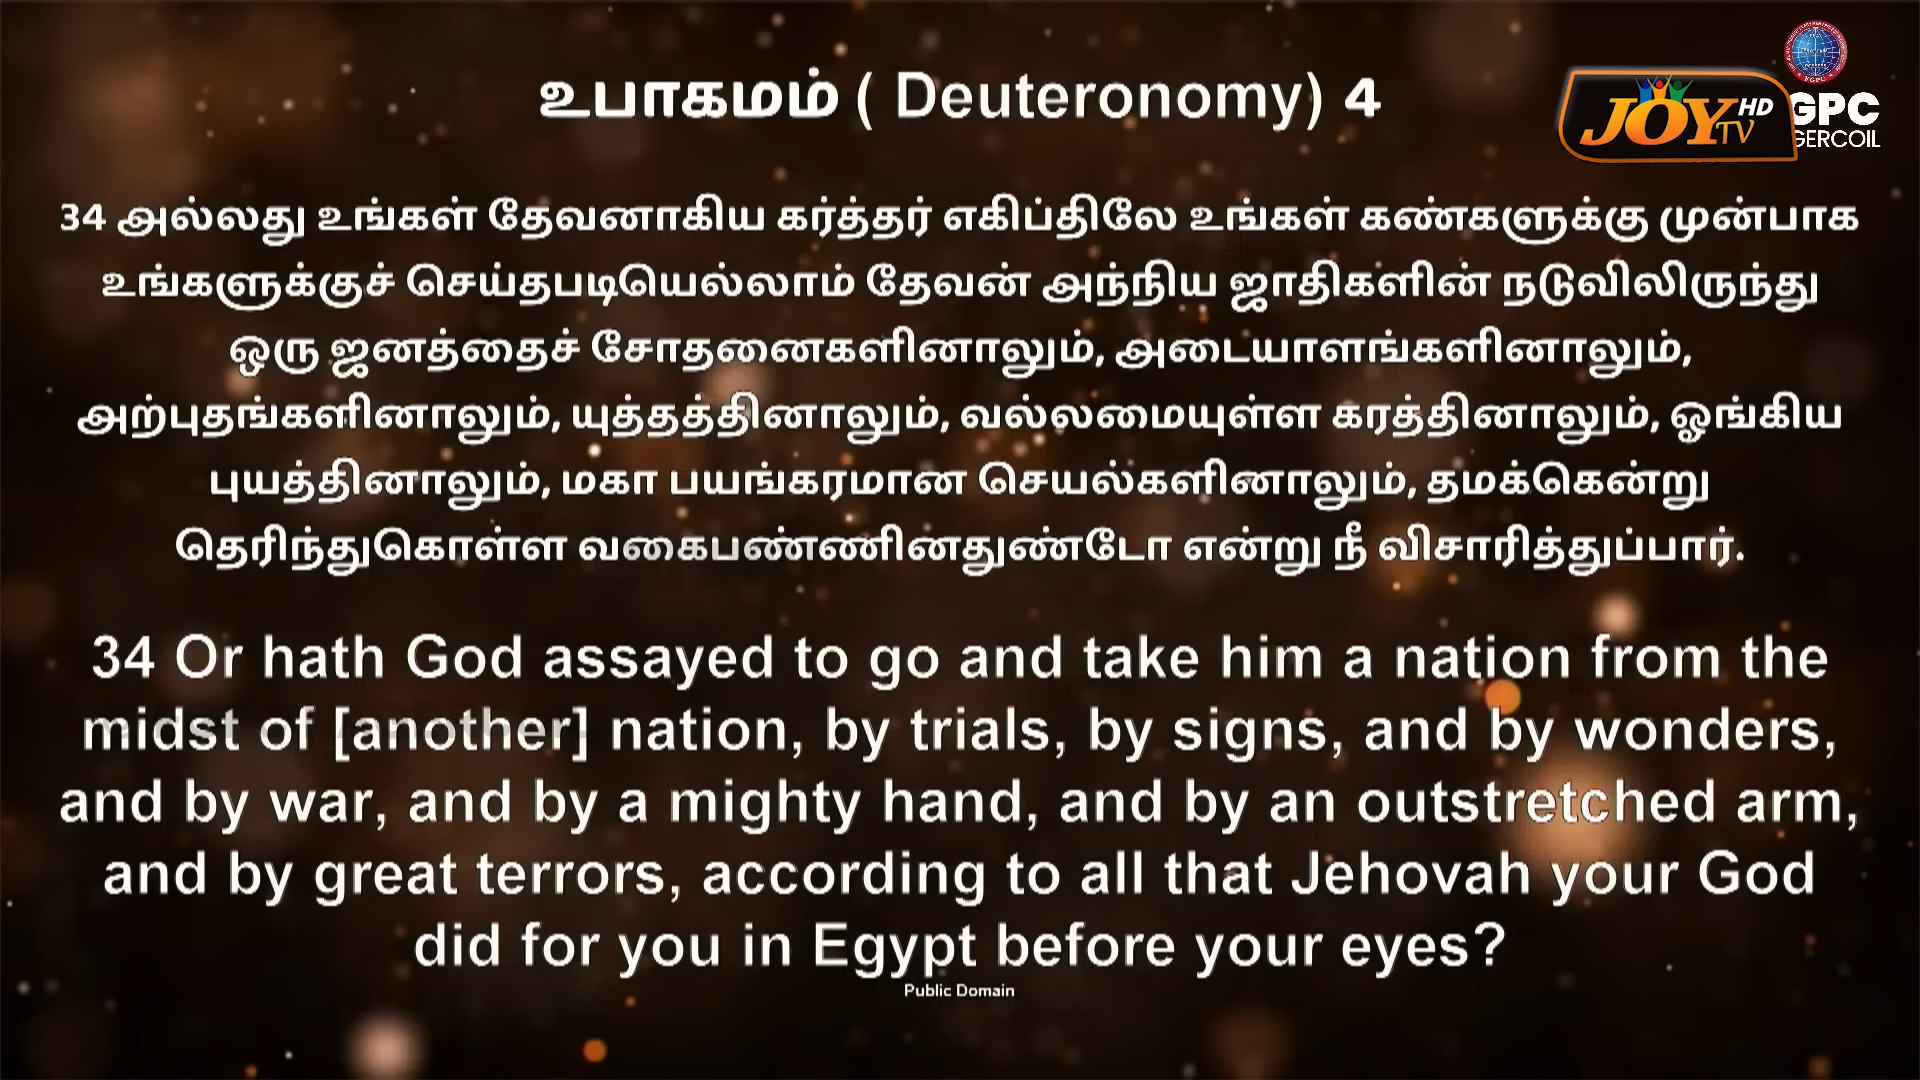 உபாகமம் ( Deuteronomy) 4
JOY TV HD
GPC
GERCOIL
34 அல்லது உங்கள் தேவனாகிய கர்த்தர் எகிப்திலே உங்கள் கண்களுக்கு முன்பாக
உங்களுக்குச் செய்தபடியெல்லாம் தேவன் அந்நிய ஜாதிகளின் நடுவிலிருந்து
ஒரு ஜனத்தைச் சோதனைகளினாலும், அடையாளங்களினாலும்,
அற்புதங்களினாலும், யுத்தத்தினாலும், வல்லமையுள்ள கரத்தினாலும், ஓங்கிய
புயத்தினாலும், மகா பயங்கரமான செயல்களினாலும், தமக்கென்று
தெரிந்துகொள்ள வகைபண்ணினதுண்டோ என்று நீ விசாரித்துப்பார்.
34 Or hath God assayed to go and take him a nation from the
midst of [another] nation, by trials, by signs, and by wonders,
and by war, and by a mighty hand, and by an outstretched arm,
and by great terrors, according to all that Jehovah your God
did for you in Egypt before your eyes?
Public Domain